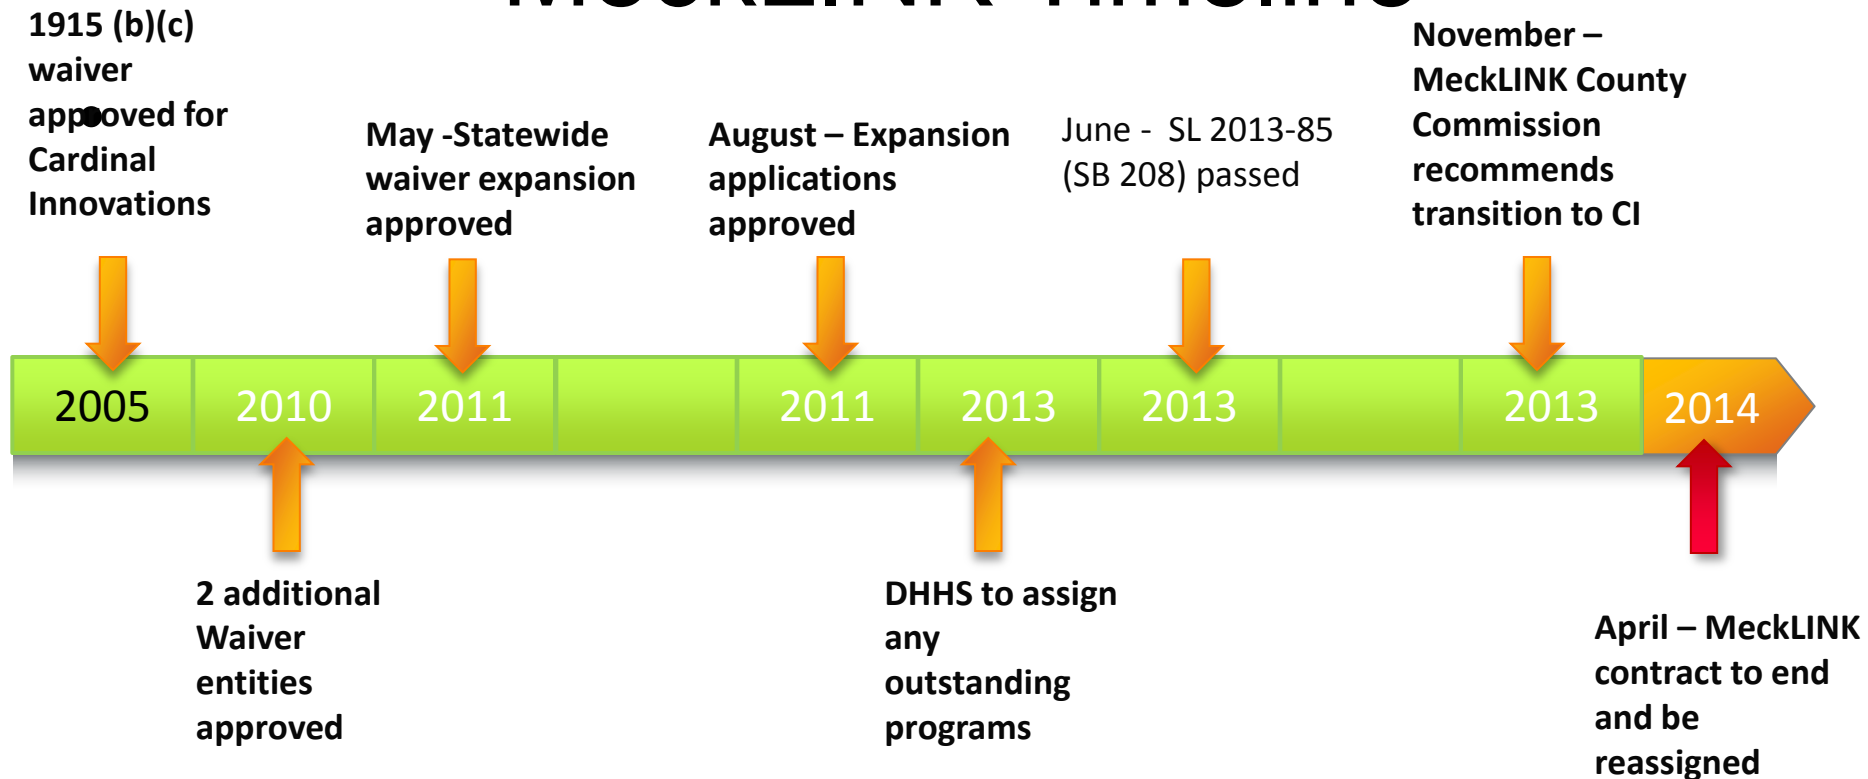 MeckLINK Timeline
1915 (b)(c)
waiver
approved for
Cardinal
Innovations
May -Statewide
waiver expansion
approved
August – Expansion
applications
approved
June - SL 2013-85
(SB 208) passed
November –
MeckLINK County
Commission
recommends
transition to CI
2005
2010
2011
2011
2013
2013
2013
2014
2 additional
Waiver
entities
approved
DHHS to assign
any
outstanding
programs
April – MeckLINK
contract to end
and be
reassigned